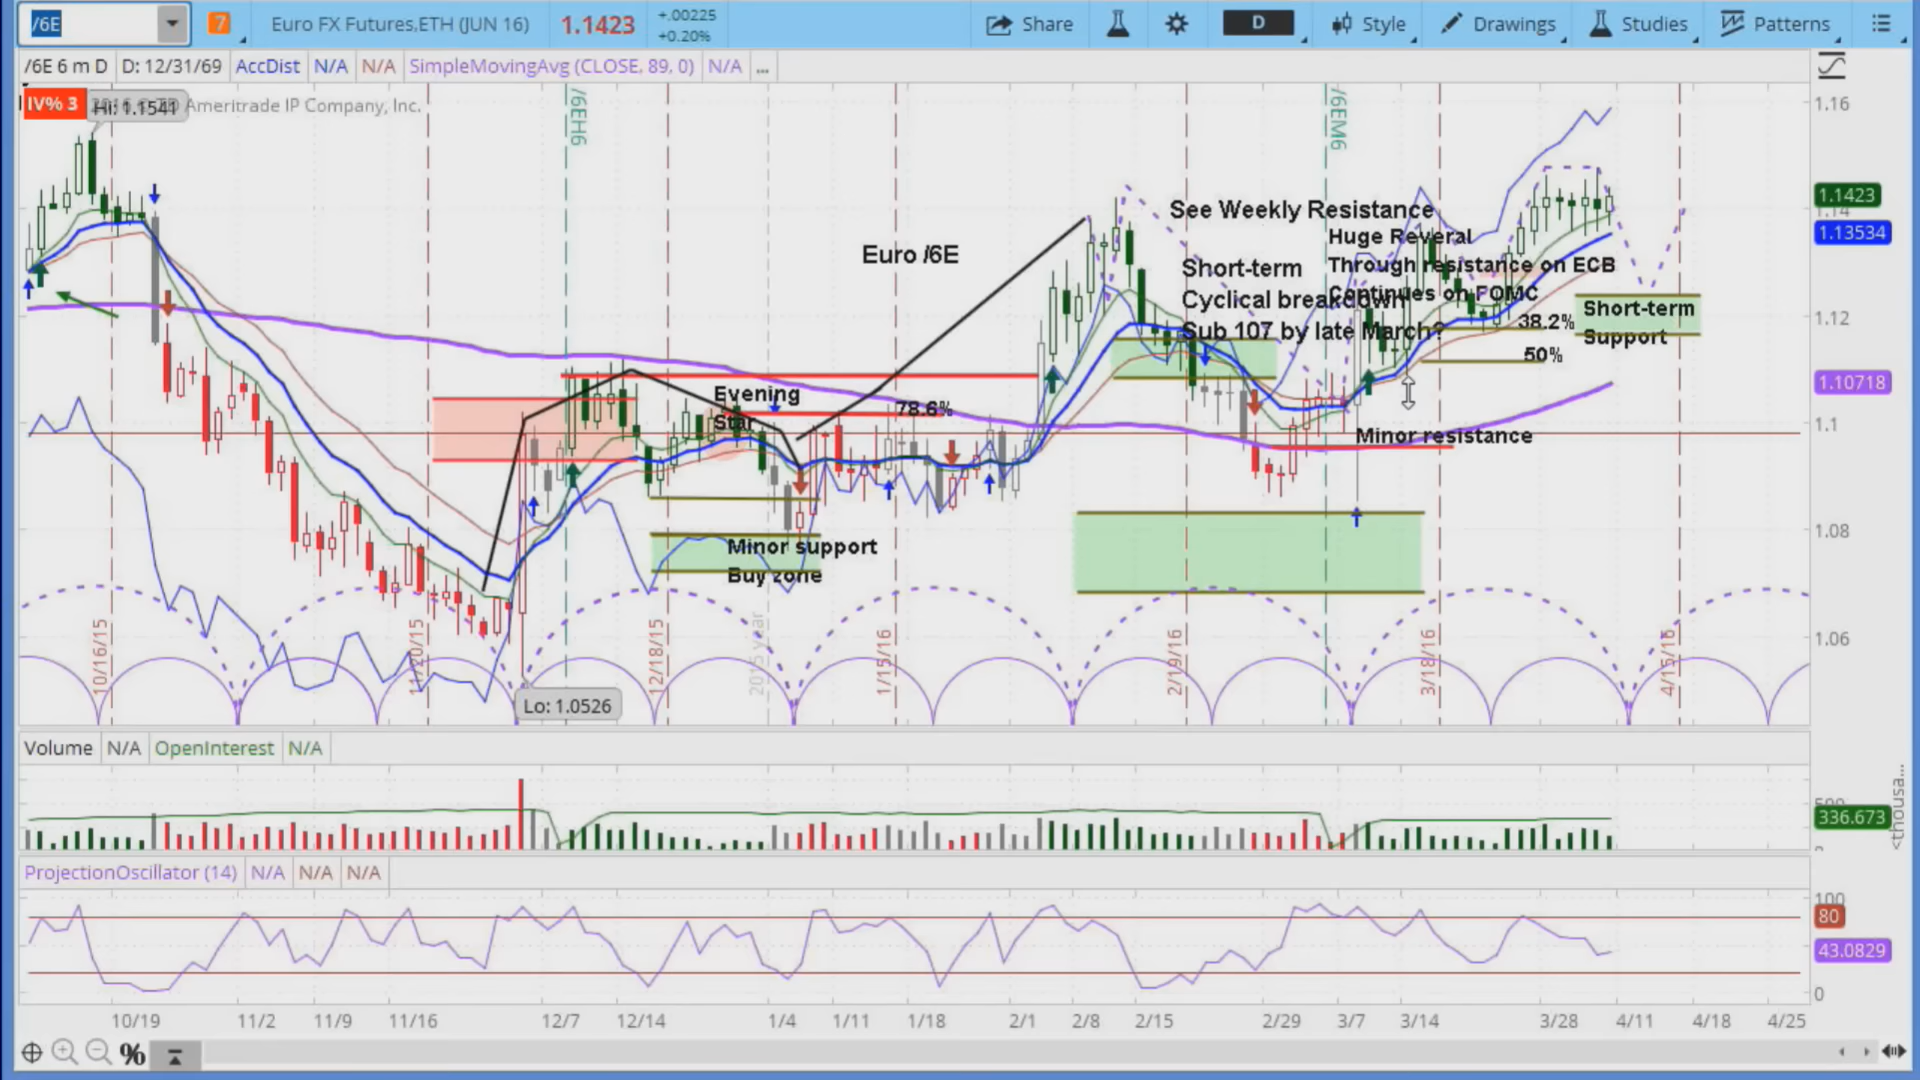 /6E
7
Euro FX Futures,ETH (JUN 16)
1.1423
+.00225
+0.20%
Share
D
Style
Drawings
Studies
Patterns
/6E 6 m D
D: 12/31/69
AccDist
N/A
N/A
SimpleMovingAvg (CLOSE, 89, 0)
N/A
...
IV% 3
Hi: 1.1541
Ameritrade IP Company, Inc.
/6EH6
/6EM6
1.16
1.1423
1.14
1.13534
1.12
1.10718
1.1
1.08
1.06
See Weekly Resistance
Huge Reveral
Through resistance on ECB
Continues on FOMC
Euro /6E
Short-term
Cyclical breakdown
Sub 107 by late March?
38.2%
50%
Short-term
Support
Evening
Star
78.6%
Minor resistance
Minor support
Buy zone
10/16/15
11/20/15
12/18/15
2015 year
1/15/16
2/19/16
3/18/16
4/15/16
Lo: 1.0526
Volume
N/A
OpenInterest
N/A
336.673
<thousa...
0
ProjectionOscillator (14)
N/A
N/A
N/A
100
80
43.0829
0
10/19
11/2
11/9
11/16
12/7
12/14
1/4
1/11
1/18
2/1
2/8
2/15
2/29
3/7
3/14
3/28
4/11
4/18
4/25
%